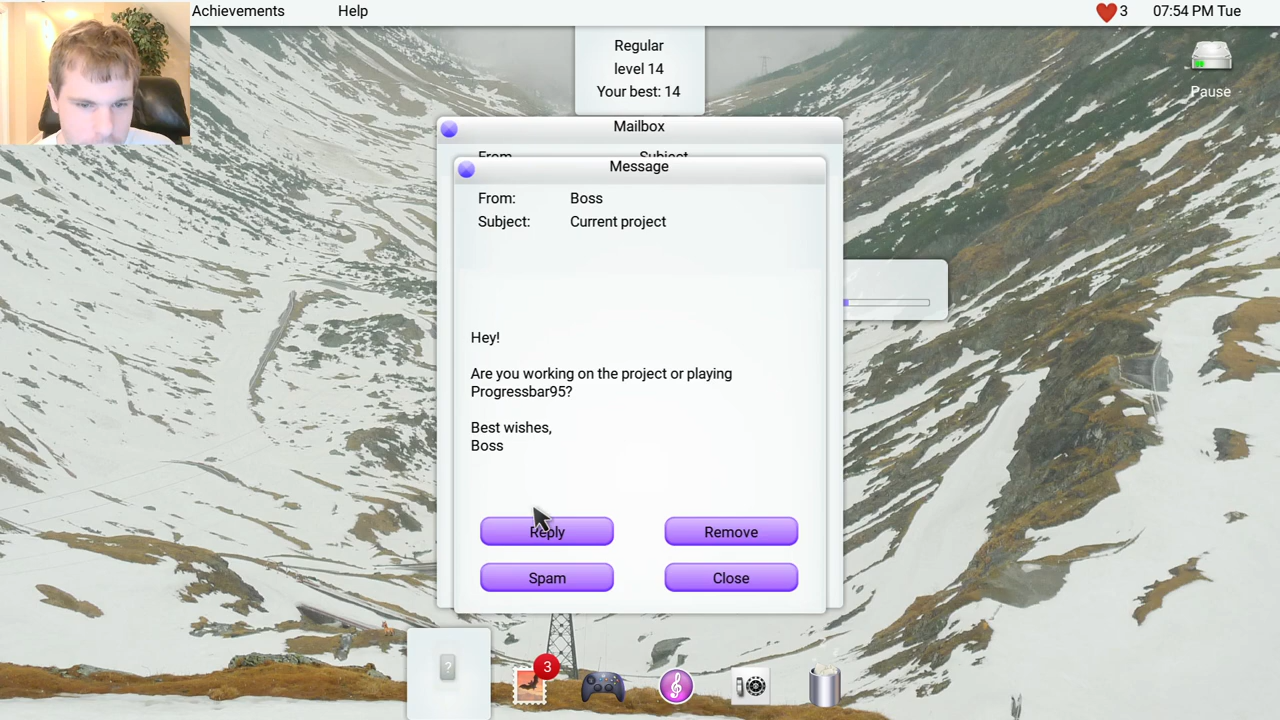 Achievements Help 3 07:54 PM Tue
Regular
level 14
Your best: 14
Pause
Mailbox
From Subject
Message
From: Boss
Subject: Current project
Hey!
Are you working on the project or playing
Progressbar95?
Best wishes,
Boss
Reply Remove
Spam Close
?
3